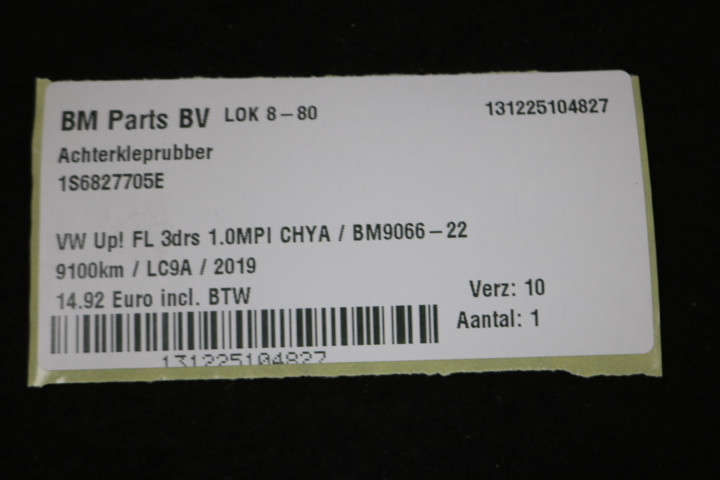 BM Parts BV LOK 8-80 131225104827
Achterkleprubber
1S6827705E
VW Up! FL 3drs 1.0MPI CHYA / BM9066-22
9100km / LC9A / 2019
14.92 Euro incl. BTW Verz: 10
Aantal: 1
131225104827